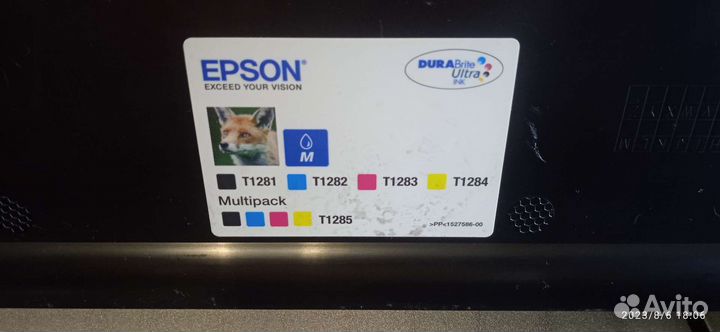 EPSON®
EXCEED YOUR VISION
DURABrite
Ultra
INK
M
T1281 T1282 T1283 T1284
Multipack
T1285
>PP<1527586-00
Avito
2023/8/6 18:06